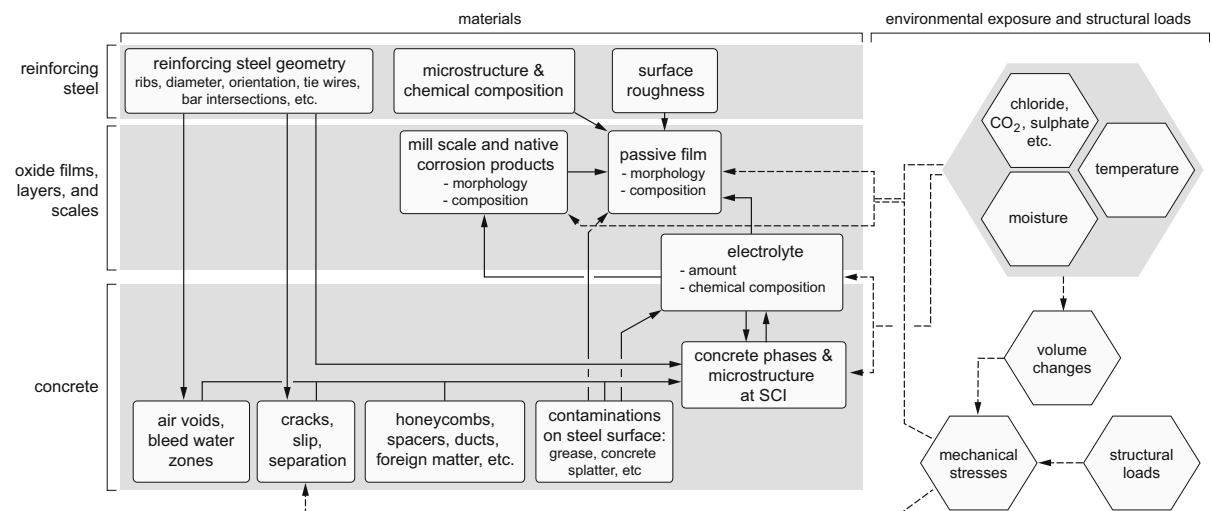 materials
environmental exposure and structural loads
reinforcing
steel
reinforcing steel geometry
ribs, diameter, orientation, tie wires,
bar intersections, etc.
microstructure &
chemical composition
surface
roughness
oxide films,
layers, and
scales
mill scale and native
corrosion products
- morphology
- composition
passive film
- morphology
- composition
electrolyte
- amount
- chemical composition
concrete
concrete phases &
microstructure
at SCI
air voids,
bleed water
zones
cracks,
slip,
separation
honeycombs,
spacers, ducts,
foreign matter, etc.
contaminations
on steel surface:
grease, concrete
splatter, etc
chloride,
CO2, sulphate
etc.
temperature
moisture
volume
changes
mechanical
stresses
structural
loads